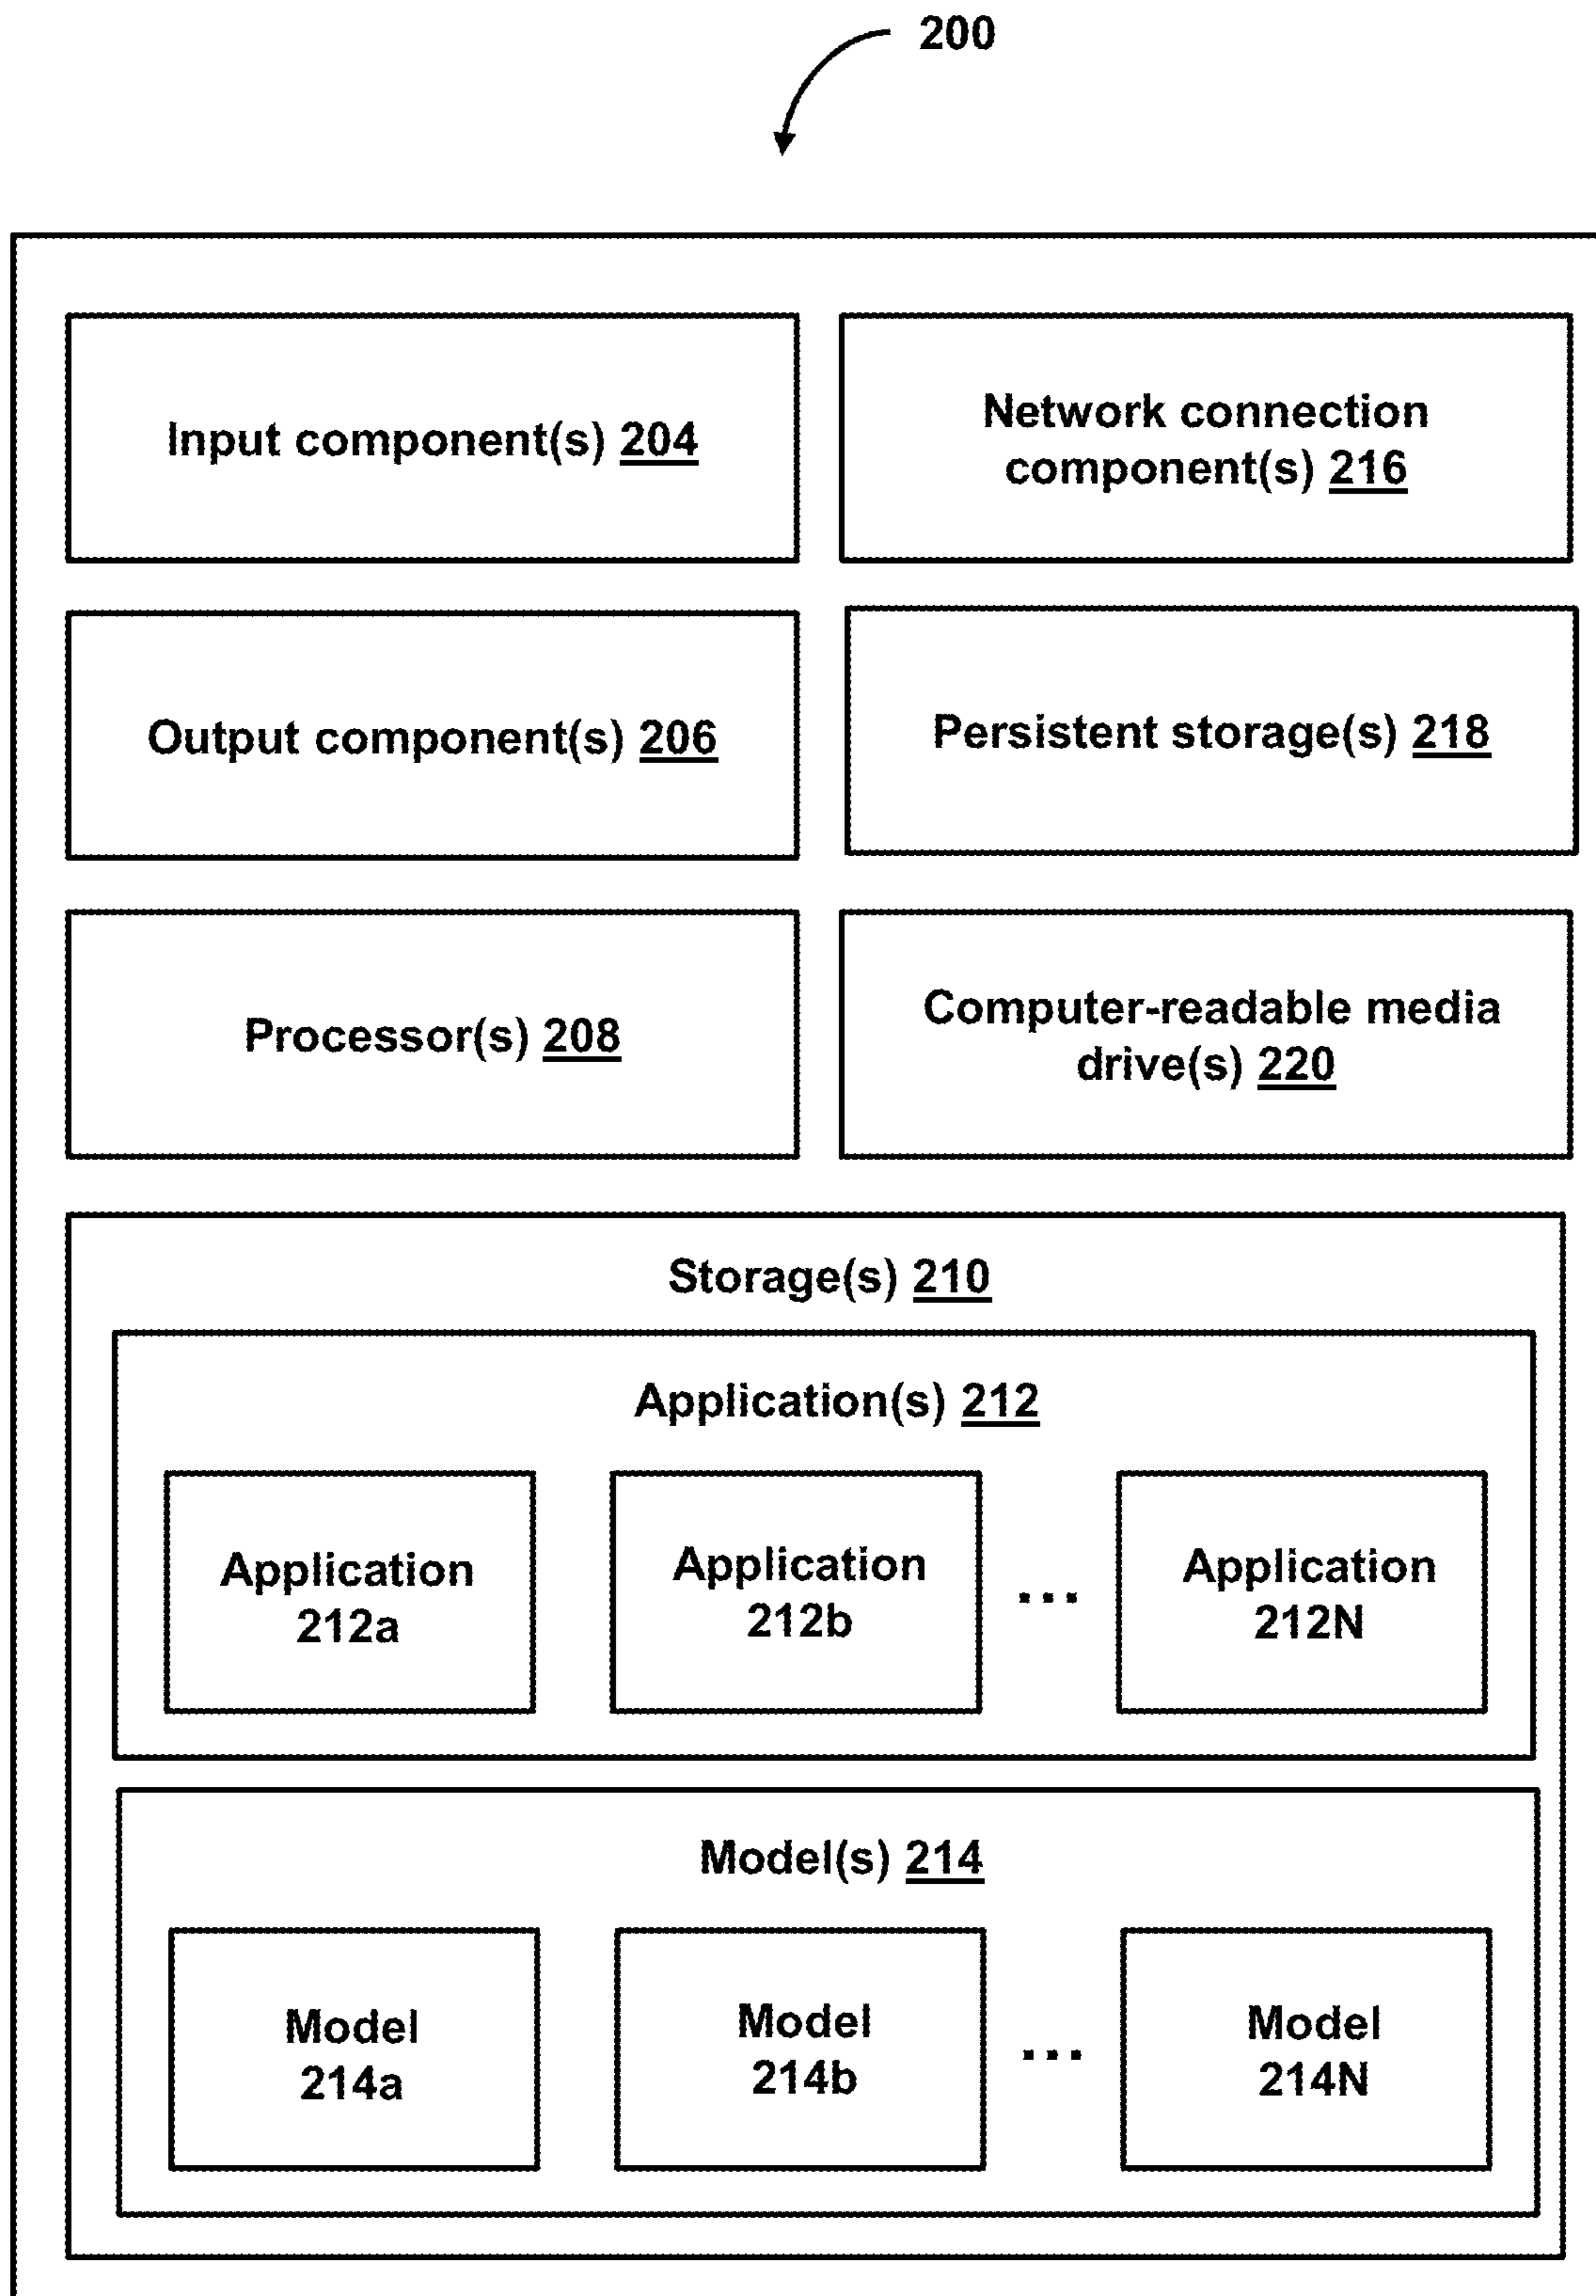 200
Input component(s) 204
Network connection
component(s) 216
Output component(s) 206
Persistent storage(s) 218
Processor(s) 208
Computer-readable media
drive(s) 220
Storage(s) 210
Application(s) 212
Application
212a
Application
212b
...
Application
212N
Model(s) 214
Model
214a
Model
214b
...
Model
214N